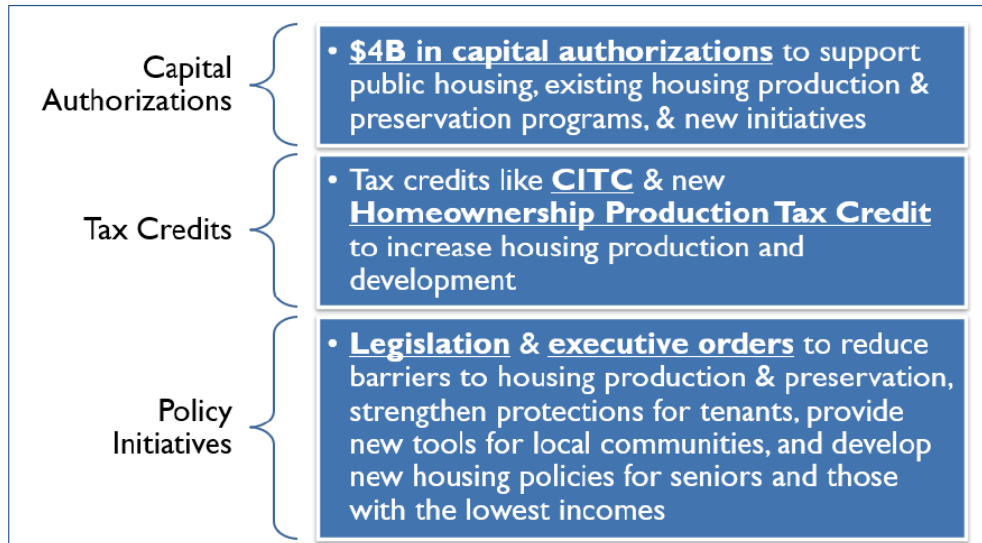 Capital
Authorizations
• $4B in capital authorizations to support
public housing, existing housing production &
preservation programs, & new initiatives
Tax Credits
• Tax credits like CITC & new
Homeownership Production Tax Credit
to increase housing production and
development
Policy
Initiatives
• Legislation & executive orders to reduce
barriers to housing production & preservation,
strengthen protections for tenants, provide
new tools for local communities, and develop
new housing policies for seniors and those
with the lowest incomes